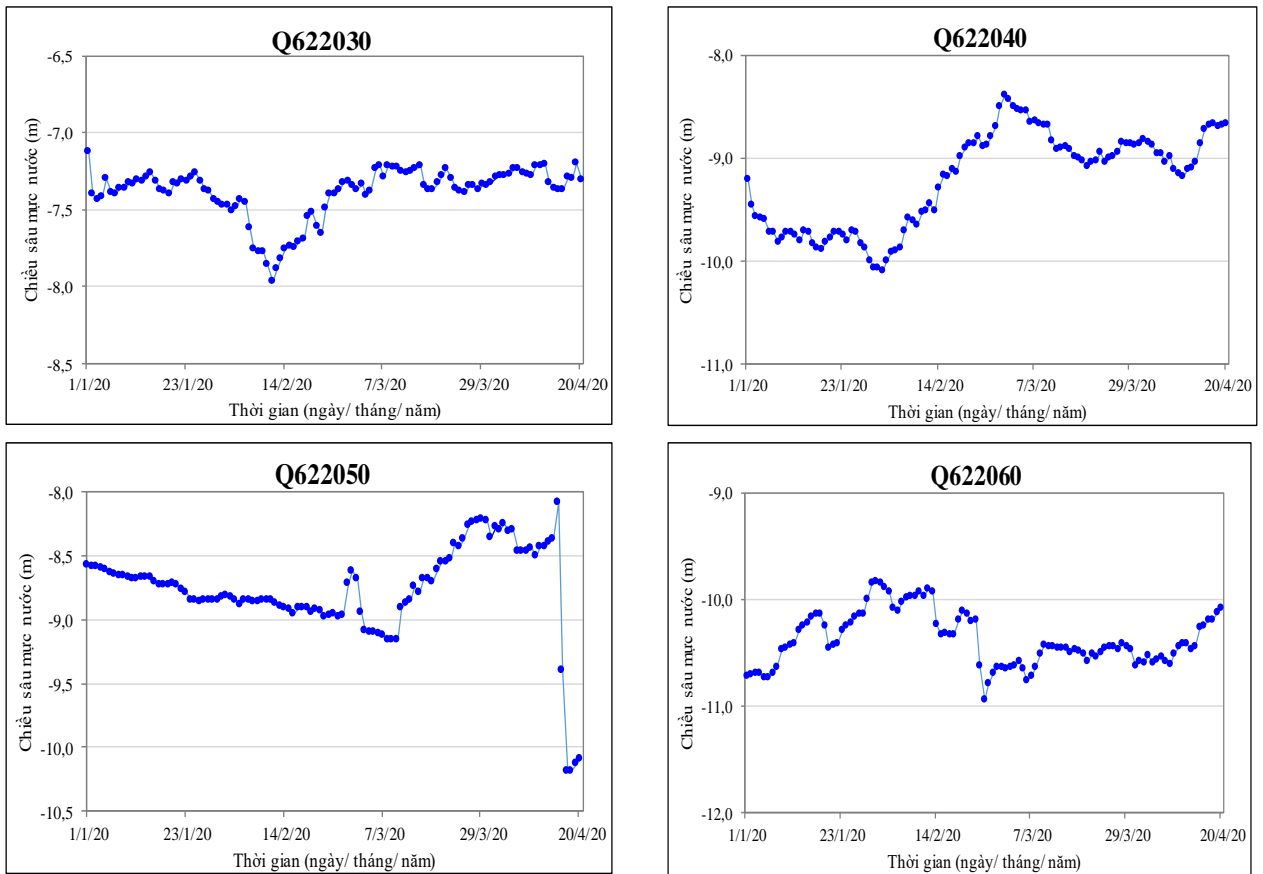 Q622030
Chiều sâu mực nước (m)
-6,5
-7,0
-7,5
-8,0
-8,5
1/1/20 23/1/20 14/2/20 7/3/20 29/3/20 20/4/20
Thời gian (ngày/ tháng/ năm)
Q622040
Chiều sâu mực nước (m)
-8,0
-9,0
-10,0
-11,0
1/1/20 23/1/20 14/2/20 7/3/20 29/3/20 20/4/20
Thời gian (ngày/ tháng/ năm)
Q622050
Chiều sâu mực nước (m)
-8,0
-8,5
-9,0
-9,5
-10,0
-10,5
1/1/20 23/1/20 14/2/20 7/3/20 29/3/20 20/4/20
Thời gian (ngày/ tháng/ năm)
Q622060
Chiều sâu mực nước (m)
-9,0
-10,0
-11,0
-12,0
1/1/20 23/1/20 14/2/20 7/3/20 29/3/20 20/4/20
Thời gian (ngày/ tháng/ năm)